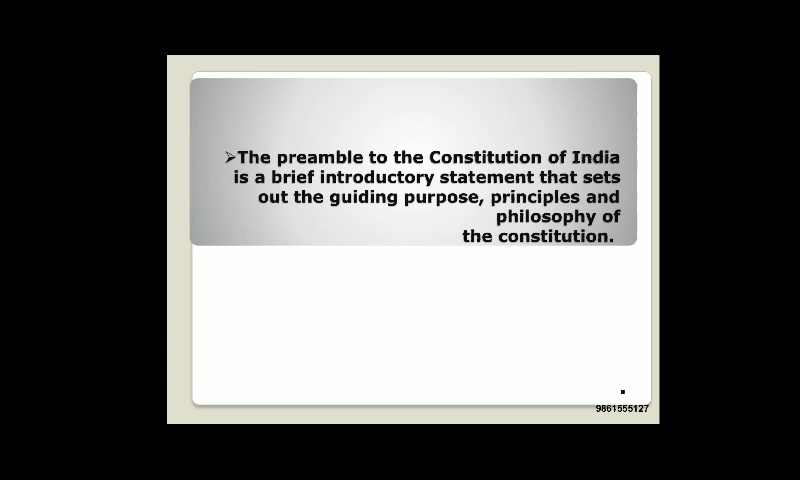 ➢The preamble to the Constitution of India
is a brief introductory statement that sets
out the guiding purpose, principles and
philosophy of
the constitution.
9861555127